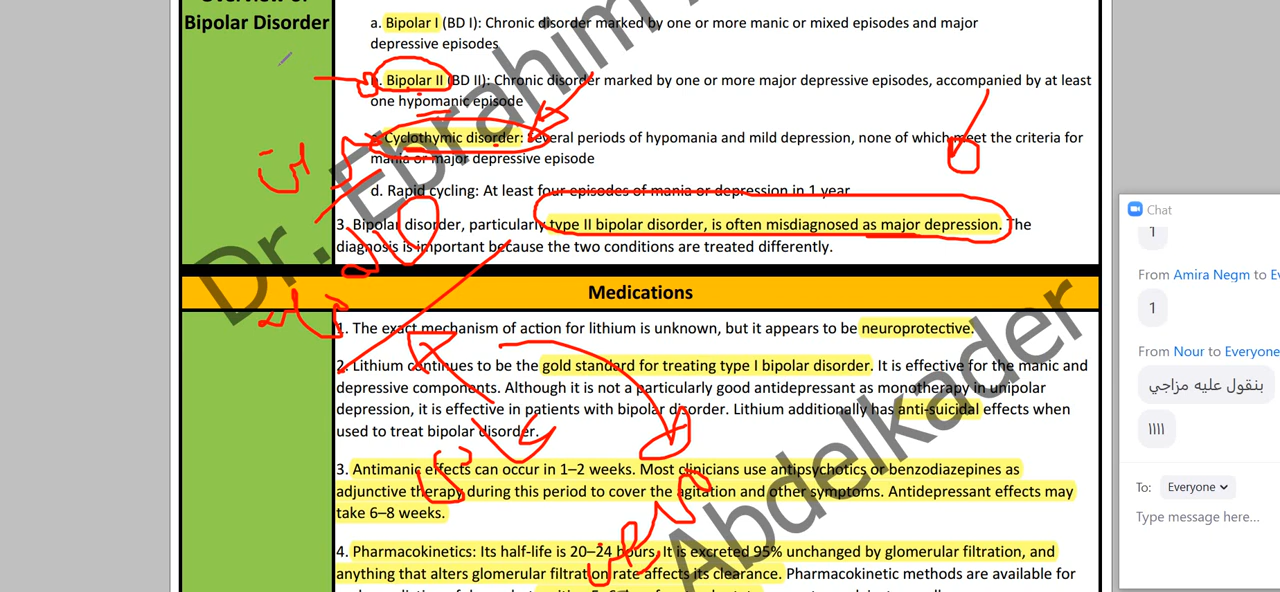 Overview of
Bipolar Disorder
a. Bipolar I (BD I): Chronic disorder marked by one or more manic or mixed episodes and major
depressive episodes
b. Bipolar II (BD II): Chronic disorder marked by one or more major depressive episodes, accompanied by at least
one hypomanic episode
c. Cyclothymic disorder: Several periods of hypomania and mild depression, none of which meet the criteria for
mania or major depressive episode
d. Rapid cycling: At least four episodes of mania or depression in 1 year
3. Bipolar disorder, particularly type II bipolar disorder, is often misdiagnosed as major depression. The
diagnosis is important because the two conditions are treated differently.
Medications
1. The exact mechanism of action for lithium is unknown, but it appears to be neuroprotective.
2. Lithium continues to be the gold standard for treating type I bipolar disorder. It is effective for the manic and
depressive components. Although it is not a particularly good antidepressant as monotherapy in unipolar
depression, it is effective in patients with bipolar disorder. Lithium additionally has anti-suicidal effects when
used to treat bipolar disorder.
3. Antimanic effects can occur in 1–2 weeks. Most clinicians use antipsychotics or benzodiazepines as
adjunctive therapy during this period to cover the agitation and other symptoms. Antidepressant effects may
take 6–8 weeks.
4. Pharmacokinetics: Its half-life is 20–24 hours. It is excreted 95% unchanged by glomerular filtration, and
anything that alters glomerular filtration rate affects its clearance. Pharmacokinetic methods are available for
Dr. Ebrahim Abdelkader
Chat
1
From Amira Negm to Ev
1
From Nour to Everyone
بنقول عليه مزاجي
اااا
To: Everyone
Type message here...